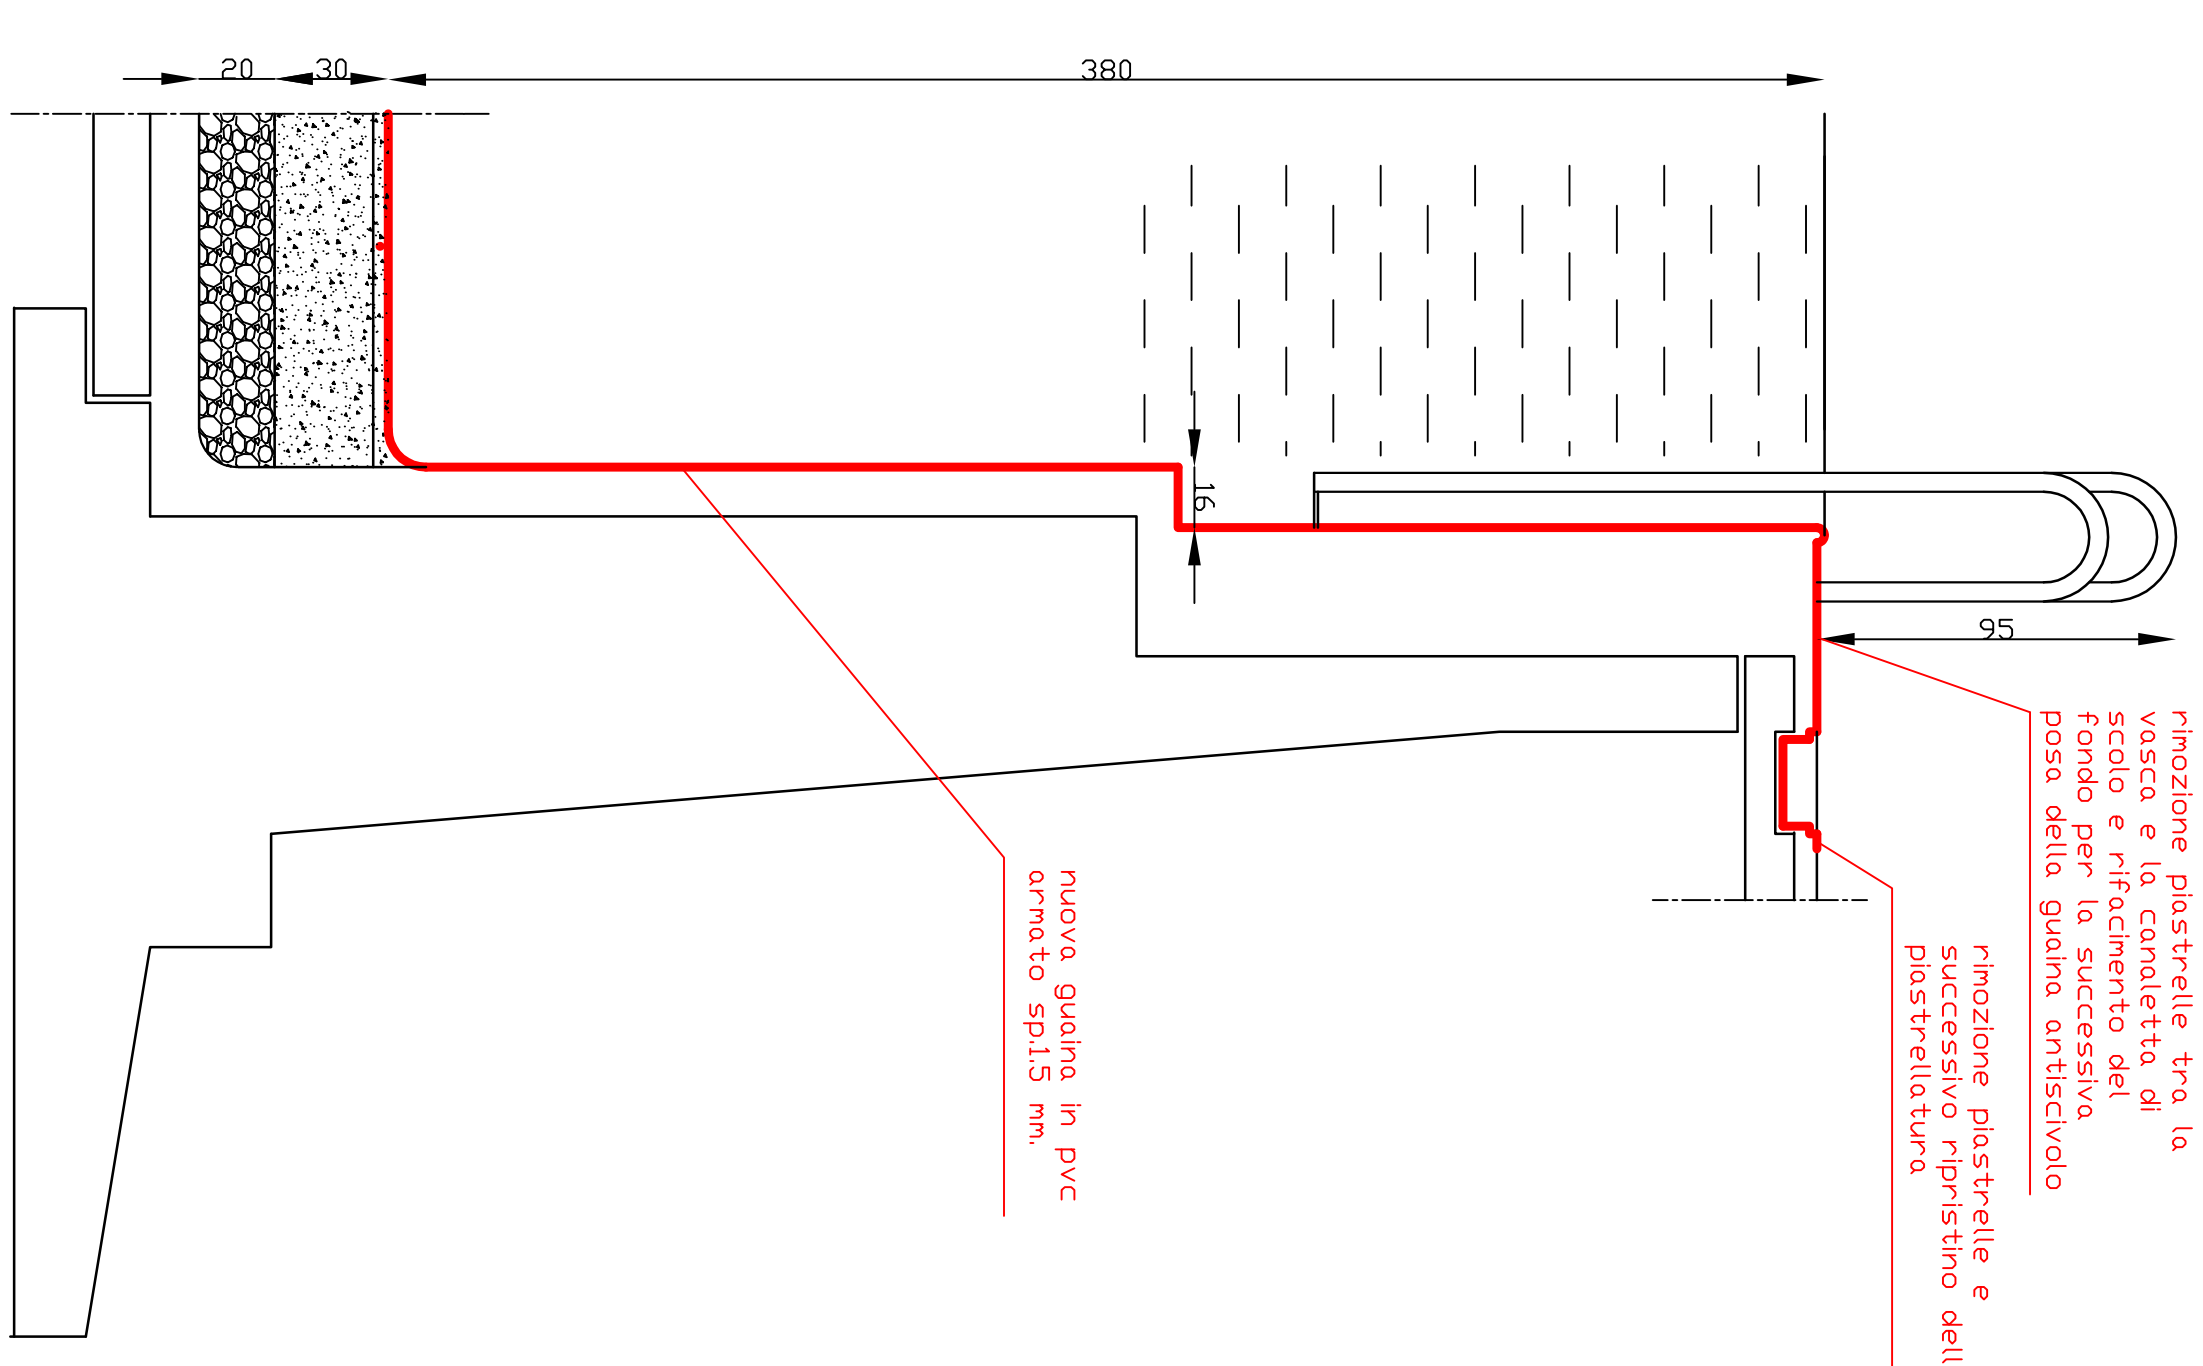 20
30
380
16
95
rimozione piastrelle tra la
vasca e la canaletta di
scolo e rifacimento del
fondo per la successiva
posa della guaina antiscivolo
rimozione piastrelle e
successivo ripristino dell
piastrellatura
nuova guaina in pvc
armato sp.1.5 mm.